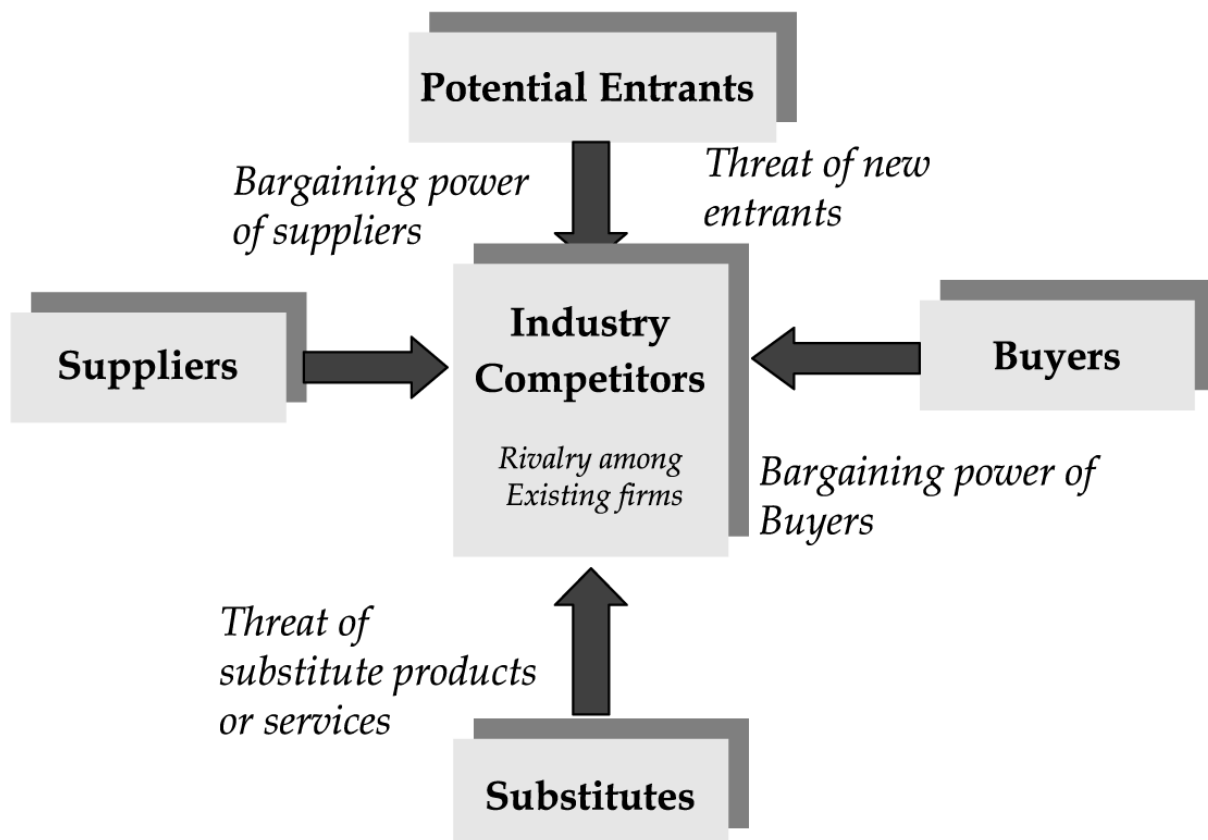 Potential Entrants
Bargaining power
of suppliers
Threat of new
entrants
Suppliers
Industry
Competitors
Rivalry among
Existing firms
Buyers
Bargaining power of
Buyers
Threat of
substitute products
or services
Substitutes